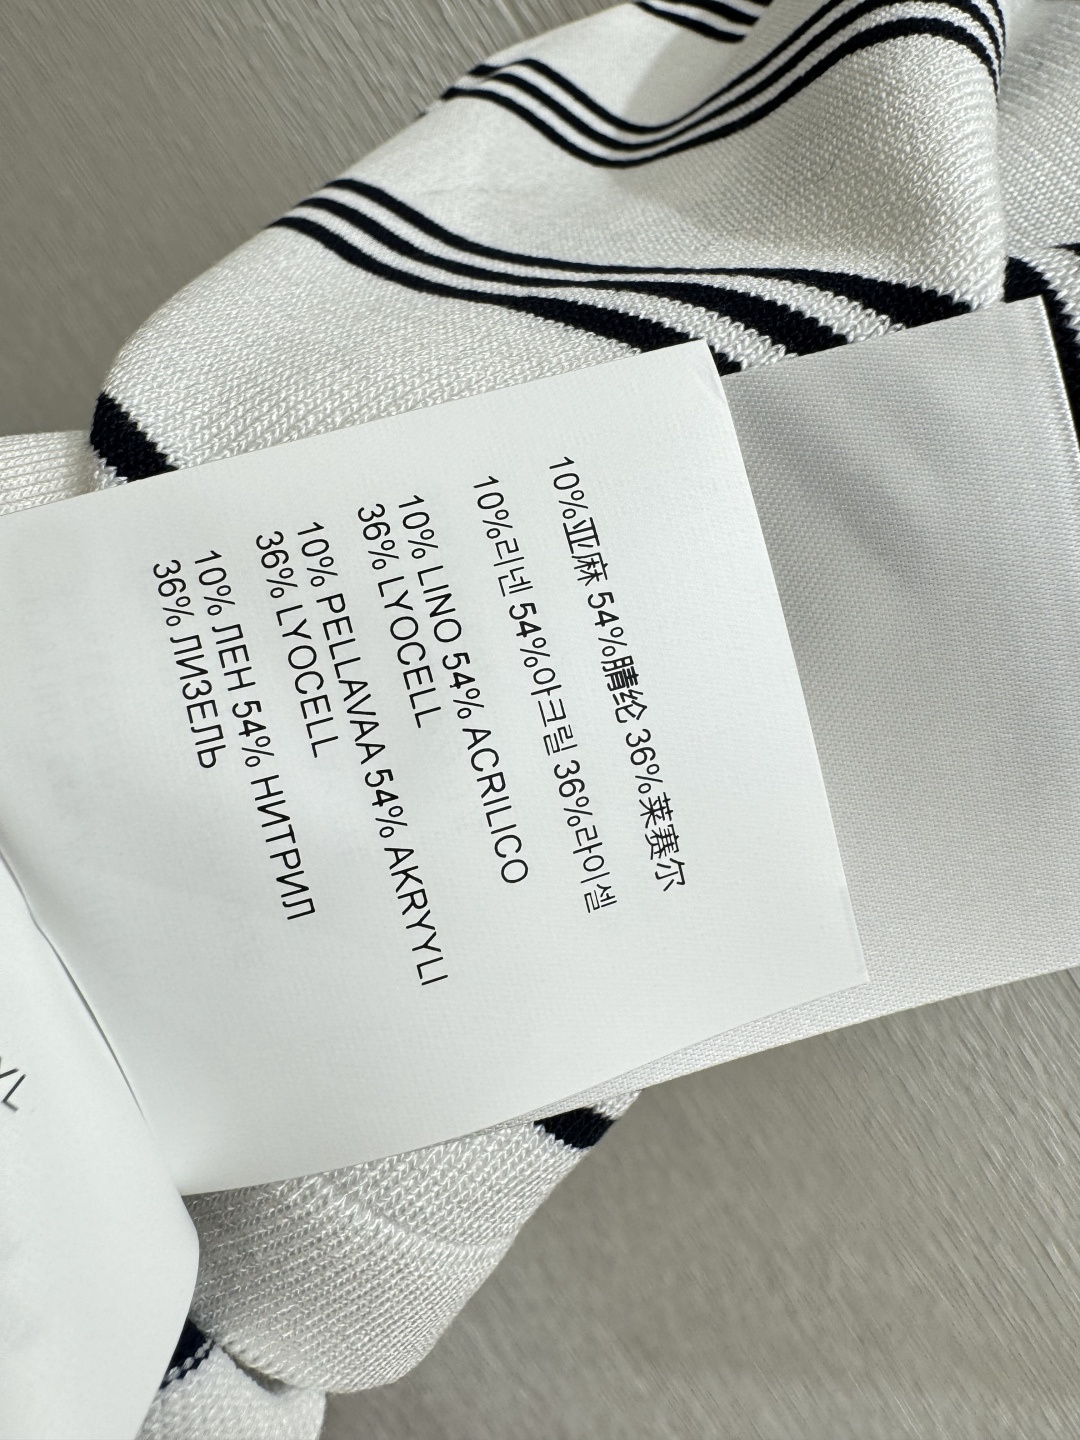 10%亚麻 54%腈纶 36%莱赛尔
10%리넨 54%아크릴 36%라이셀
10% LINO 54% ACRILICO
36% LYOCELL
10% PELLAVAA 54% AKRYYLI
36% LYOCELL
10% ЛЕН 54% НИТРИЛ
36% ЛИЗЕЛЬ
YL